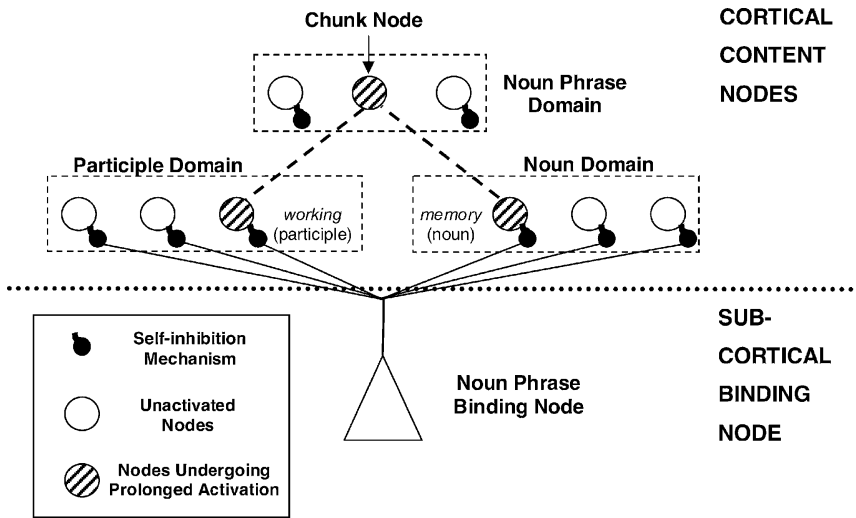 Chunk Node
CORTICAL
CONTENT
NODES
Noun Phrase
Domain
Participle Domain
Noun Domain
working
(participle)
memory
(noun)
Self-inhibition
Mechanism
Unactivated
Nodes
Nodes Undergoing
Prolonged Activation
Noun Phrase
Binding Node
SUB-
CORTICAL
BINDING
NODE